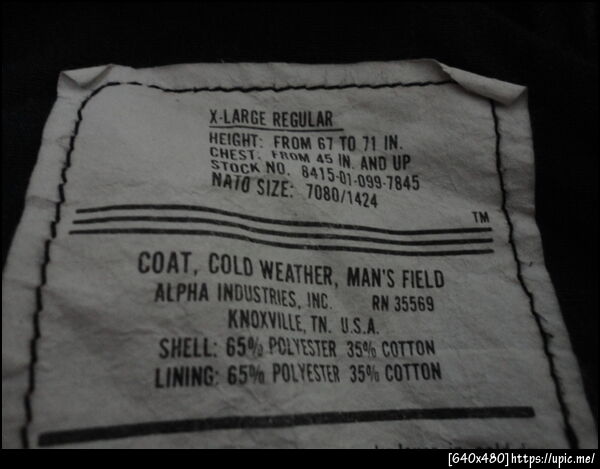 X-LARGE REGULAR
HEIGHT: FROM 67 TO 71 IN.
CHEST: FROM 45 IN. AND UP
STOCK NO. 8415-01-099-7845
NATO SIZE: 7080/1424
TM
COAT, COLD WEATHER, MAN'S FIELD
ALPHA INDUSTRIES, INC. RN 35569
KNOXVILLE, TN. U.S.A.
SHELL: 65% POLYESTER 35% COTTON
LINING: 65% POLYESTER 35% COTTON
[640x480]https://upic.me/